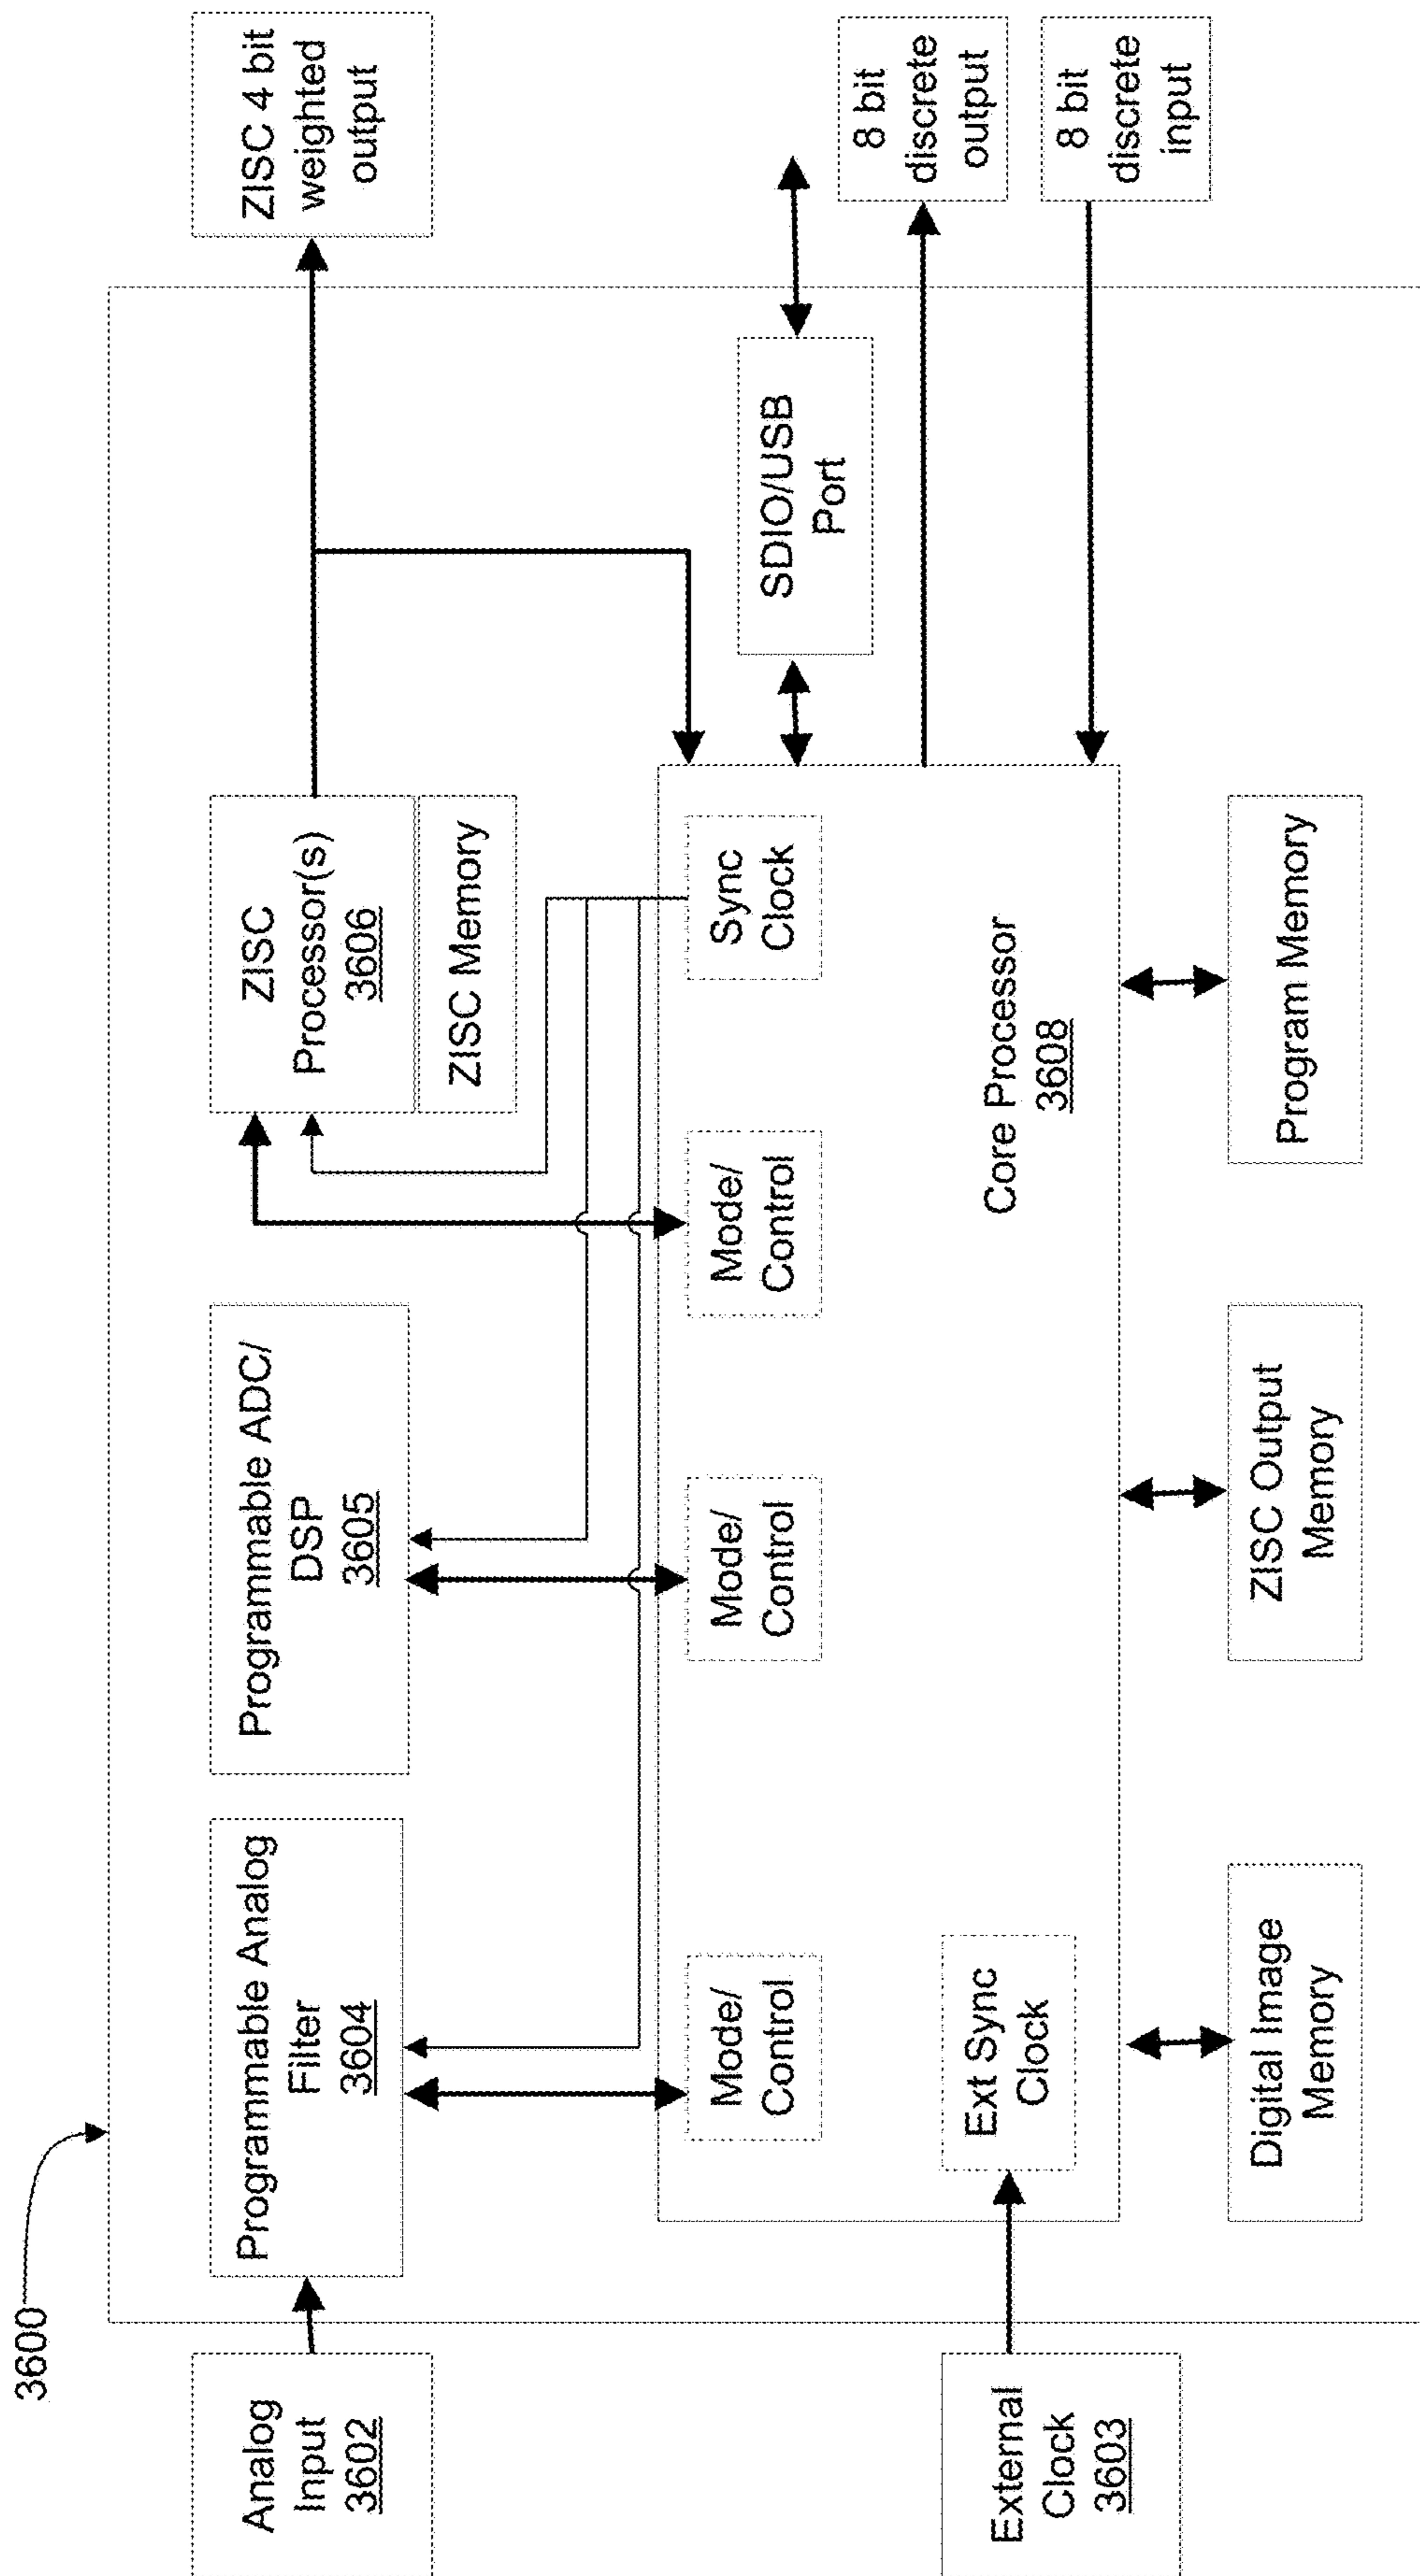 3600
Analog
Input
3602
Programmable Analog
Filter
3604
Programmable ADC/
DSP
3605
ZISC
Processor(s)
3606
ZISC Memory
ZISC 4 bit
weighted
output
Mode/
Control
Mode/
Control
Mode/
Control
Sync
Clock
SDIO/USB
Port
8 bit
discrete
output
8 bit
discrete
input
External
Clock
3603
Ext Sync
Clock
Core Processor
3608
Digital Image
Memory
ZISC Output
Memory
Program Memory